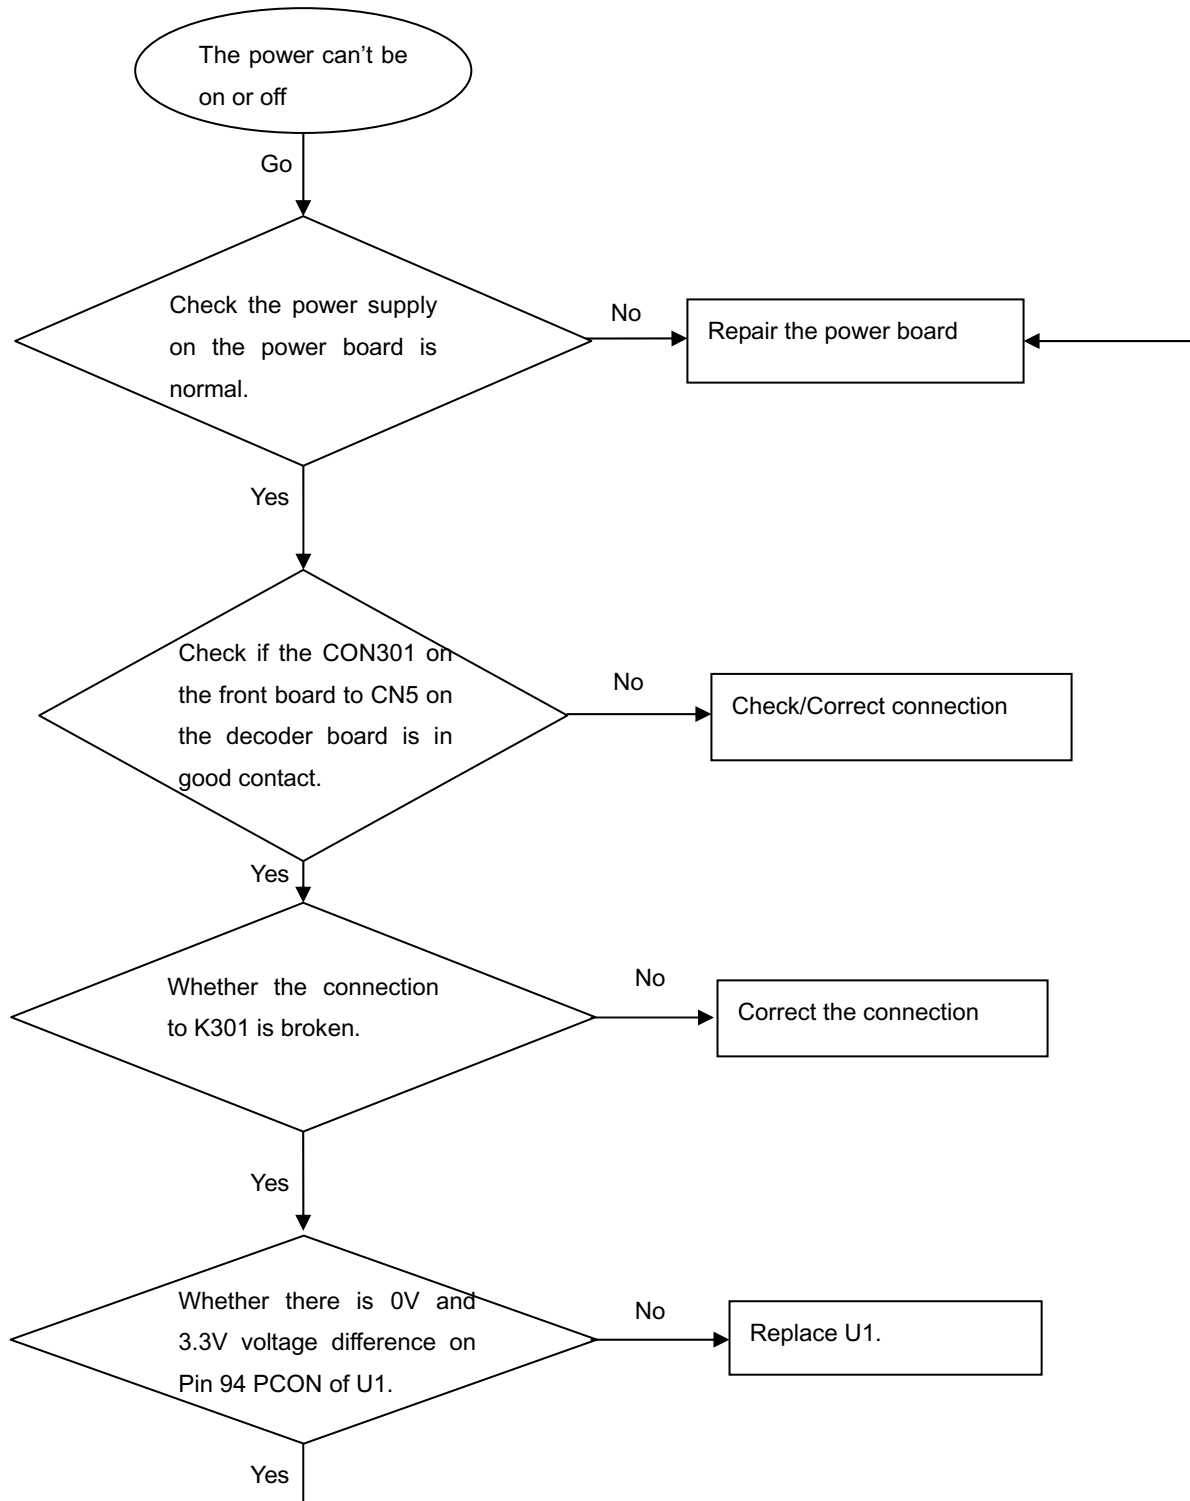 The power can’t be
on or off
Go
Check the power supply
on the power board is
normal.
No
Repair the power board
Yes
Check if the CON301 on
the front board to CN5 on
the decoder board is in
good contact.
No
Check/Correct connection
Yes
Whether the connection
to K301 is broken.
No
Correct the connection
Yes
Whether there is 0V and
3.3V voltage difference on
Pin 94 PCON of U1.
No
Replace U1.
Yes